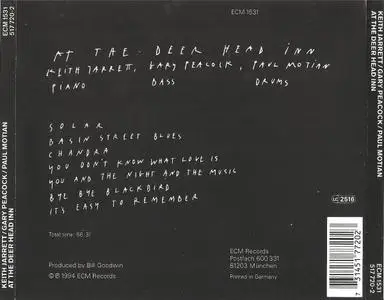 ECM 1531
AT THE DEER HEAD INN
KEITH JARRETT, GARY PEACOCK, PAUL MOTIAN
PIANO BASS DRUMS
SOLAR
BASIN STREET BLUES
CHANDRA
YOU DON'T KNOW WHAT LOVE IS
YOU AND THE NIGHT AND THE MUSIC
BYE BYE BLACKBIRD
IT'S EASY TO REMEMBER
Total time: 66:31
Produced by Bill Goodwin
℗ © 1994 ECM Records
ECM Records
Postfach 600 331
81203 München
Printed in Germany
LC 2516
KEITH JARRETT / GARY PEACOCK / PAUL MOTIAN
AT THE DEER HEAD INN
ECM 1531
517 720-2
KEITH JARRETT / GARY PEACOCK / PAUL MOTIAN
AT THE DEER HEAD INN
ECM 1531
517 720-2